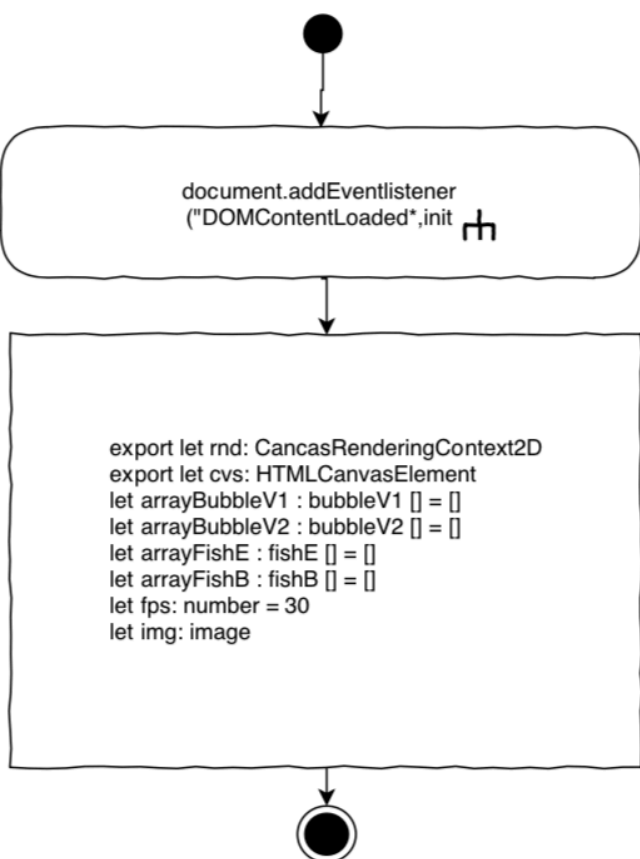 document.addEventlistener
("DOMContentLoaded*,init
export let rnd: CancasRenderingContext2D
export let cvs: HTMLCanvasElement
let arrayBubbleV1 : bubbleV1 [] = []
let arrayBubbleV2 : bubbleV2 [] = []
let arrayFishE : fishE [] = []
let arrayFishB : fishB [] = []
let fps: number = 30
let img: image